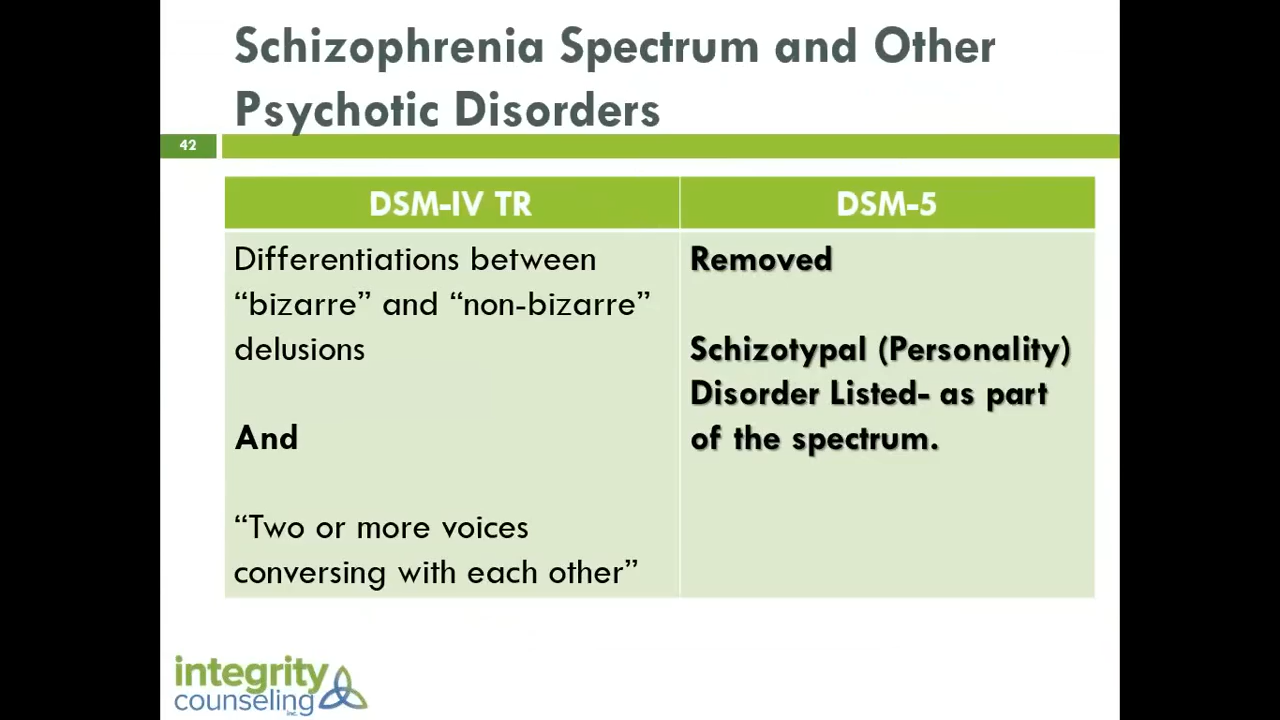 Schizophrenia Spectrum and Other
Psychotic Disorders
42
DSM-IV TR
DSM-5
Differentiations between
“bizarre” and “non-bizarre”
delusions
And
“Two or more voices
conversing with each other”
Removed
Schizotypal (Personality)
Disorder Listed- as part
of the spectrum.
integrity
counseling
inc.